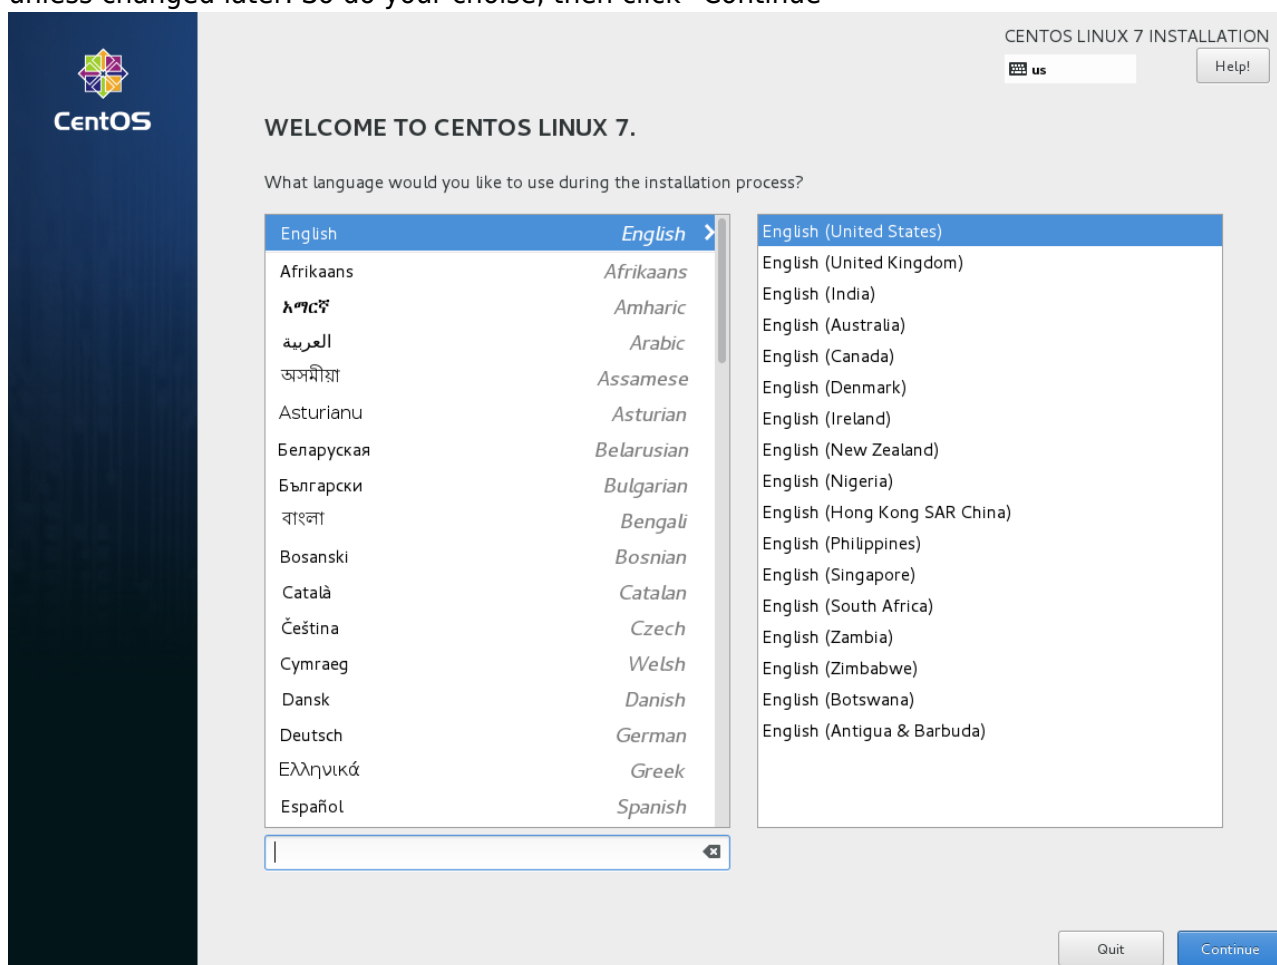 unless changed later. So do your choise, then click "Continue"
CENTOS LINUX 7 INSTALLATION
us
Help!
CentOS
WELCOME TO CENTOS LINUX 7.
What language would you like to use during the installation process?
English English
Afrikaans Afrikaans
አማርኛ Amharic
العربية Arabic
অসমীয়া Assamese
Asturianu Asturian
Беларуская Belarusian
Български Bulgarian
বাংলা Bengali
Bosanski Bosnian
Català Catalan
Čeština Czech
Cymraeg Welsh
Dansk Danish
Deutsch German
Ελληνικά Greek
Español Spanish
English (United States)
English (United Kingdom)
English (India)
English (Australia)
English (Canada)
English (Denmark)
English (Ireland)
English (New Zealand)
English (Nigeria)
English (Hong Kong SAR China)
English (Philippines)
English (Singapore)
English (South Africa)
English (Zambia)
English (Zimbabwe)
English (Botswana)
English (Antigua & Barbuda)
Quit
Continue